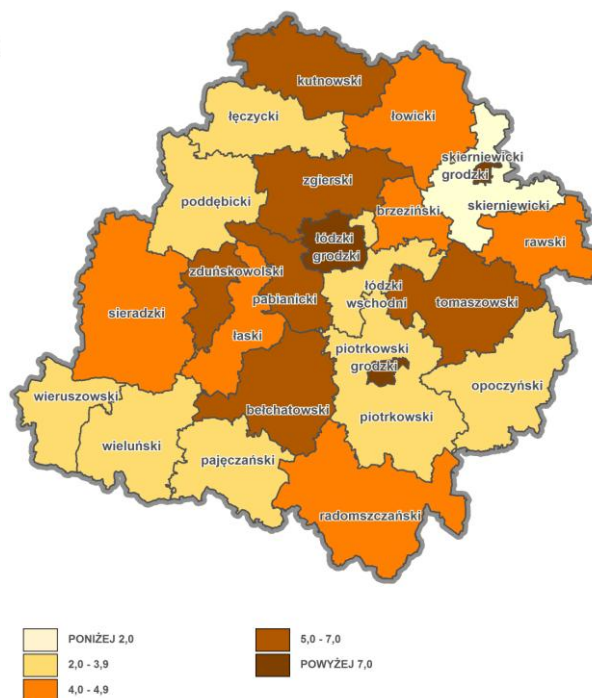 kutnowski
łęczycki
łowicki
skierniewicki
grodzki
zgierski
poddębicki
brzeziński
skierniewicki
łódzki
grodzki
rawski
zduńskowolski
łódzki
wschodni
pabianicki
tomaszowski
sieradzki
łaski
piotrkowski
grodzki
opoczyński
wieruszowski
bełchatowski
piotrkowski
wieluński
pajęczański
radomszczański
PONIŻEJ 2,0
5,0 - 7,0
2,0 - 3,9
POWYŻEJ 7,0
4,0 - 4,9